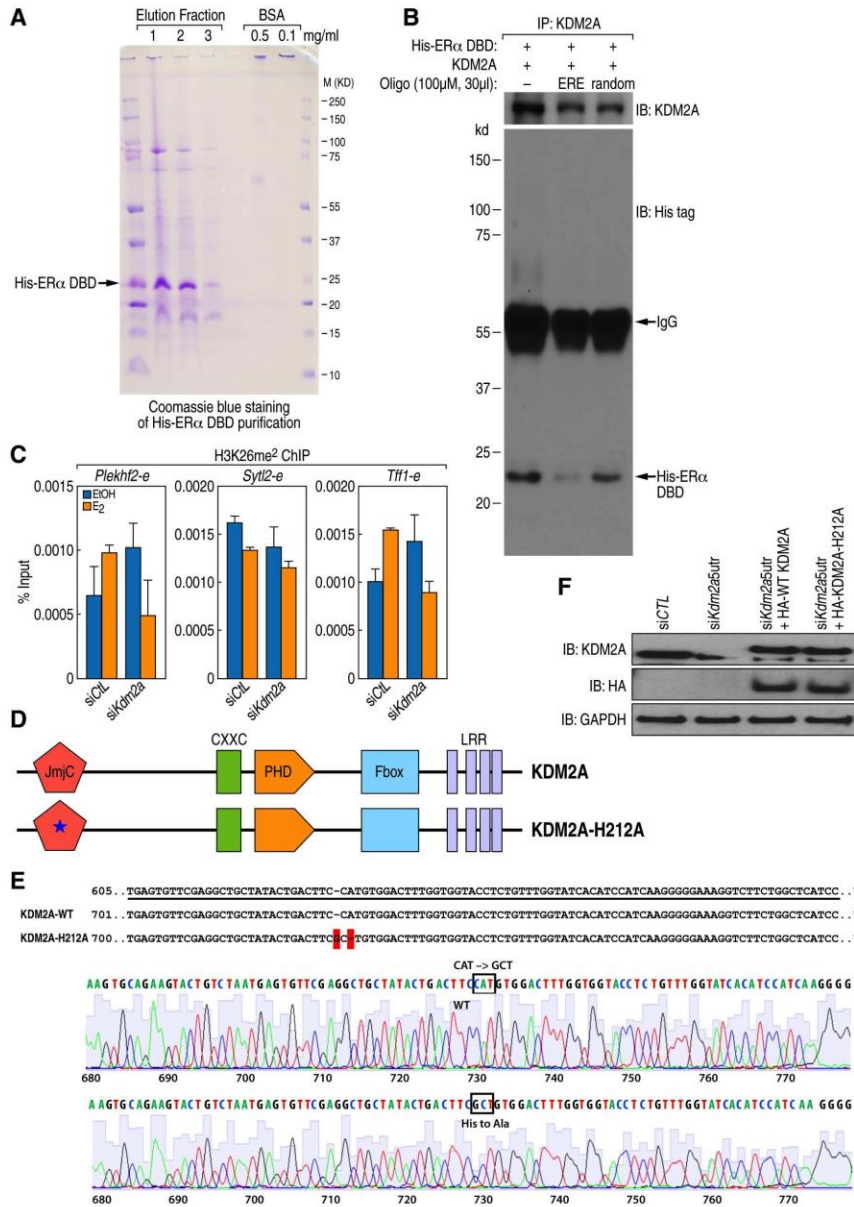 A
Elution Fraction BSA
1 2 3 0.5 0.1 mg/ml
M (KD)
250
150
100
75
55
37
25
20
15
10
His-ERα DBD
Coomassie blue staining
of His-ERα DBD purification
B
IP: KDM2A
His-ERα DBD: + + +
KDM2A + + +
Oligo (100µM, 30µl): – ERE random
IB: KDM2A
kd
150
100
75
55
37
25
20
IB: His tag
IgG
His-ERα
DBD
C
H3K26me2 ChIP
Plekhf2-e Sytl2-e Tff1-e
% Input
0.0015
0.0010
0.0005
0
EtOH
E2
siCtL siKdm2a
0.0020
0.0015
0.0010
0.0005
0
siCtL siKdm2a
0.0020
0.0015
0.0010
0.0005
0
siCtL siKdm2a
F
siCTL
siKdm2a5utr
siKdm2a5utr
+ HA-WT KDM2A
siKdm2a5utr
+ HA-KDM2A-H212A
IB: KDM2A
IB: HA
IB: GAPDH
D
JmjC CXXC PHD Fbox LRR KDM2A
KDM2A-H212A
E
605..TGAGTGTTCGAGGCTGCTATACTGACTTC-CATGTGGACTTTGGTGGTACCTCTGTTTGGTATCACATCCATCAAGGGGGAAAGGTCTTCTGGCTCATCC..
KDM2A-WT 701..TGAGTGTTCGAGGCTGCTATACTGACTTC-CATGTGGACTTTGGTGGTACCTCTGTTTGGTATCACATCCATCAAGGGGGAAAGGTCTTCTGGCTCATCC..
KDM2A-H212A 700..TGAGTGTTCGAGGCTGCTATACTGACTTCGC-TGTGGACTTTGGTGGTACCTCTGTTTGGTATCACATCCATCAAGGGGGAAAGGTCTTCTGGCTCATCC..
CAT -> GCT
AAGTGCAGAAGTACTGTCTAATGAGTGTTCGAGGCTGCTATACTGACTTCCATGTGGACTTTGGTGGTACCTCTGTTTGGTATCACATCCATCAAGGGG
WT
680 690 700 710 720 730 740 750 760 770
AAGTGCAGAAGTACTGTCTAATGAGTGTTCGAGGCTGCTATACTGACTTCGCTGTGGACTTTGGTGGTACCTCTGTTTGGTATCACATCCATCAA GGGG
His to Ala
680 690 700 710 720 730 740 750 760 770